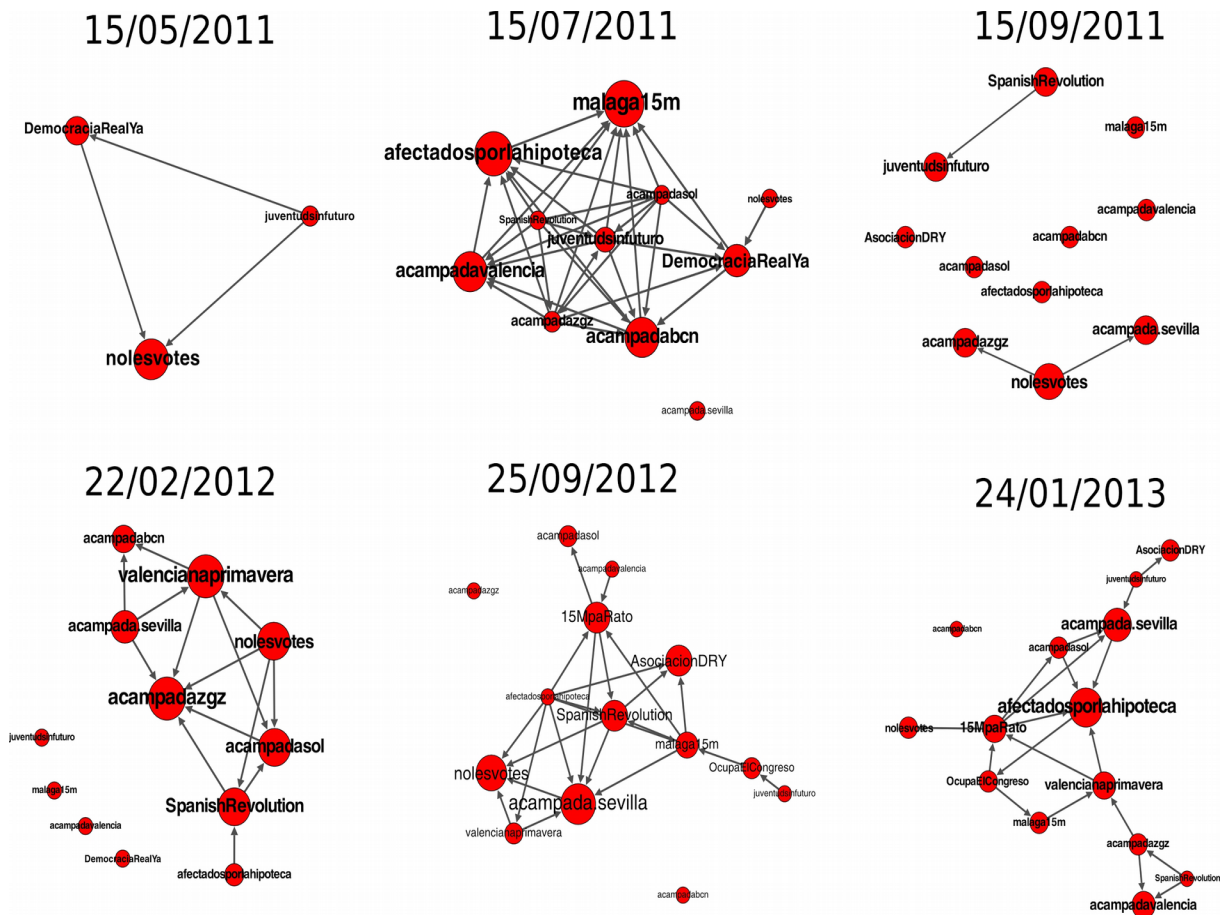 15/05/2011
DemocraciaRealYa
juventudsinfuturo
nolesvotes
15/07/2011
malaga15m
afectadosporlahipoteca
acampadasol
nolesvotes
SpanishRevolution
juventudsinfuturo
DemocraciaRealYa
acampadavalencia
acampadazgz
acampadabcn
acampada.sevilla
15/09/2011
SpanishRevolution
malaga15m
juventudsinfuturo
acampadavalencia
AsociacionDRY
acampadabcn
acampadasol
afectadosporlahipoteca
acampada.sevilla
acampadazgz
nolesvotes
22/02/2012
acampadabcn
valencianaprimavera
acampada.sevilla
nolesvotes
acampadazgz
juventudsinfuturo
acampadasol
malaga15m
SpanishRevolution
acampadavalencia
DemocraciaRealYa
afectadosporlahipoteca
25/09/2012
acampadasol
acampadavalencia
acampadazgz
15MpaRato
AsociacionDRY
afectadosporlahipoteca
SpanishRevolution
malaga15m
OcupaElCongreso
nolesvotes
juventudsinfuturo
acampada.sevilla
valencianaprimavera
acampadabcn
24/01/2013
AsociacionDRY
juventudsinfuturo
acampada.sevilla
acampadabcn
acampadasol
afectadosporlahipoteca
nolesvotes
15MpaRato
OcupaElCongreso
valencianaprimavera
malaga15m
acampadazgz
SpanishRevolution
acampadavalencia